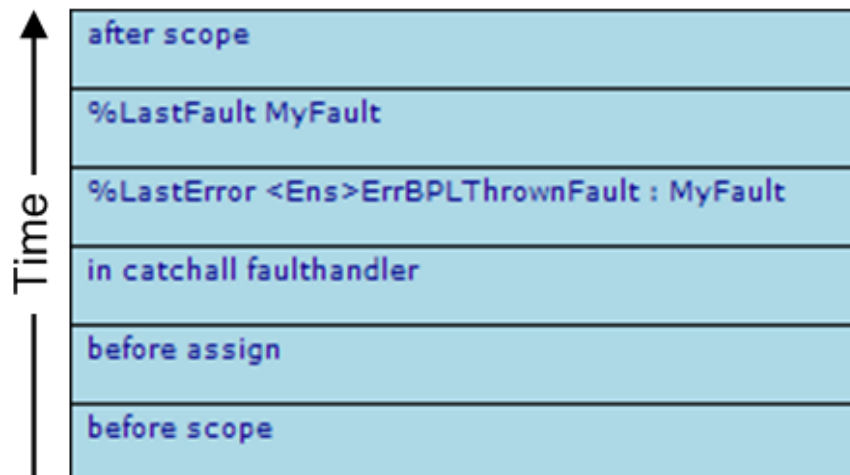 Time
after scope
%LastFault MyFault
%LastError <Ens>ErrBPLThrownFault : MyFault
in catchall faulthandler
before assign
before scope